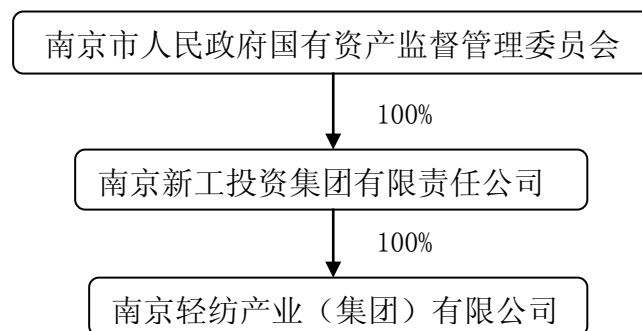 南京市人民政府国有资产监督管理委员会
100%
南京新工投资集团有限责任公司
100%
南京轻纺产业（集团）有限公司